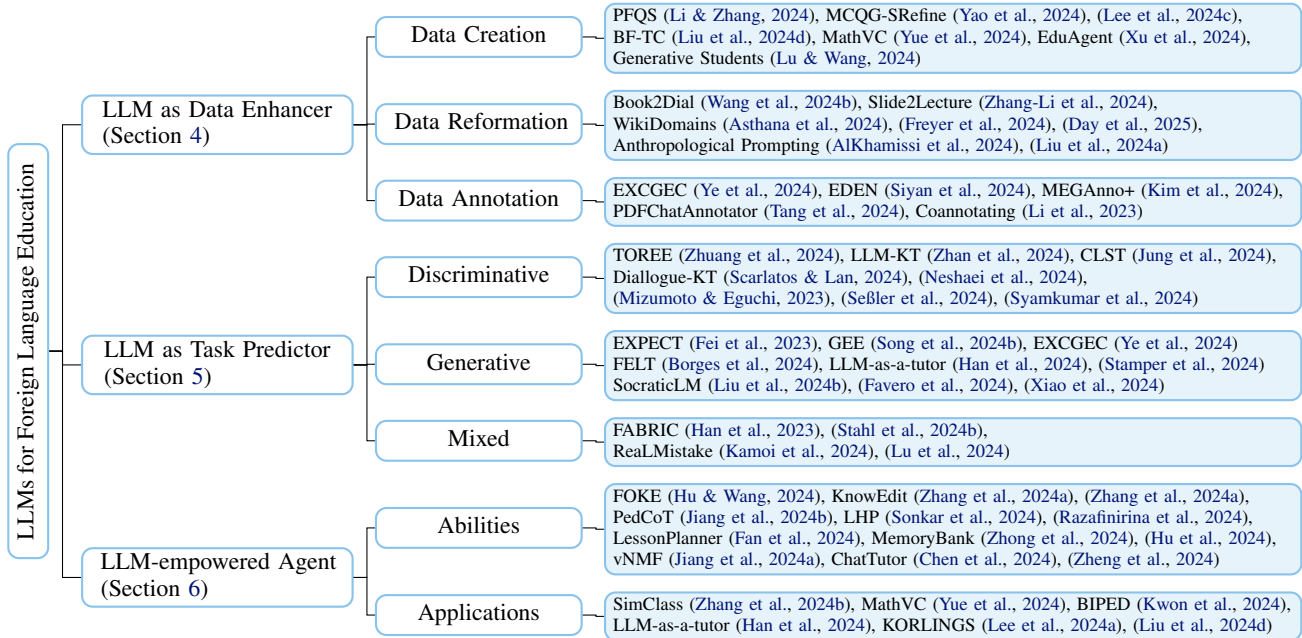 LLMs for Foreign Language Education
LLM as Data Enhancer
(Section 4)
Data Creation
PFQS (Li & Zhang, 2024), MCQG-SRefine (Yao et al., 2024), (Lee et al., 2024c),
BF-TC (Liu et al., 2024d), MathVC (Yue et al., 2024), EduAgent (Xu et al., 2024),
Generative Students (Lu & Wang, 2024)
Data Reformation
Book2Dial (Wang et al., 2024b), Slide2Lecture (Zhang-Li et al., 2024),
WikiDomains (Asthana et al., 2024), (Freyer et al., 2024), (Day et al., 2025),
Anthropological Prompting (AlKhamissi et al., 2024), (Liu et al., 2024a)
Data Annotation
EXCGEC (Ye et al., 2024), EDEN (Siyan et al., 2024), MEGAnno+ (Kim et al., 2024),
PDFChatAnnotator (Tang et al., 2024), Coannotating (Li et al., 2023)
LLM as Task Predictor
(Section 5)
Discriminative
TOREE (Zhuang et al., 2024), LLM-KT (Zhan et al., 2024), CLST (Jung et al., 2024),
Diallogue-KT (Scarlatos & Lan, 2024), (Neshaei et al., 2024),
(Mizumoto & Eguchi, 2023), (Seßler et al., 2024), (Syamkumar et al., 2024)
Generative
EXPECT (Fei et al., 2023), GEE (Song et al., 2024b), EXCGEC (Ye et al., 2024)
FELT (Borges et al., 2024), LLM-as-a-tutor (Han et al., 2024), (Stamper et al., 2024)
SocraticLM (Liu et al., 2024b), (Favero et al., 2024), (Xiao et al., 2024)
Mixed
FABRIC (Han et al., 2023), (Stahl et al., 2024b),
ReaLMistake (Kamoi et al., 2024), (Lu et al., 2024)
LLM-empowered Agent
(Section 6)
Abilities
FOKE (Hu & Wang, 2024), KnowEdit (Zhang et al., 2024a), (Zhang et al., 2024a),
PedCoT (Jiang et al., 2024b), LHP (Sonkar et al., 2024), (Razafinirina et al., 2024),
LessonPlanner (Fan et al., 2024), MemoryBank (Zhong et al., 2024), (Hu et al., 2024),
vNMF (Jiang et al., 2024a), ChatTutor (Chen et al., 2024), (Zheng et al., 2024)
Applications
SimClass (Zhang et al., 2024b), MathVC (Yue et al., 2024), BIPED (Kwon et al., 2024),
LLM-as-a-tutor (Han et al., 2024), KORLINGS (Lee et al., 2024a), (Liu et al., 2024d)